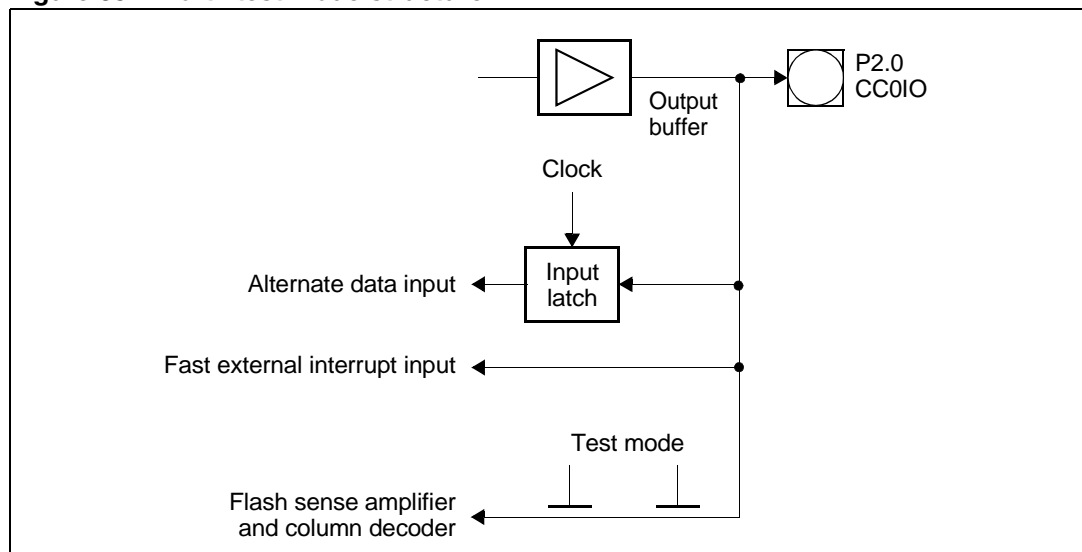 P2.0
CC0IO
Output
buffer
Clock
Input
latch
Alternate data input
Fast external interrupt input
Test mode
Flash sense amplifier
and column decoder